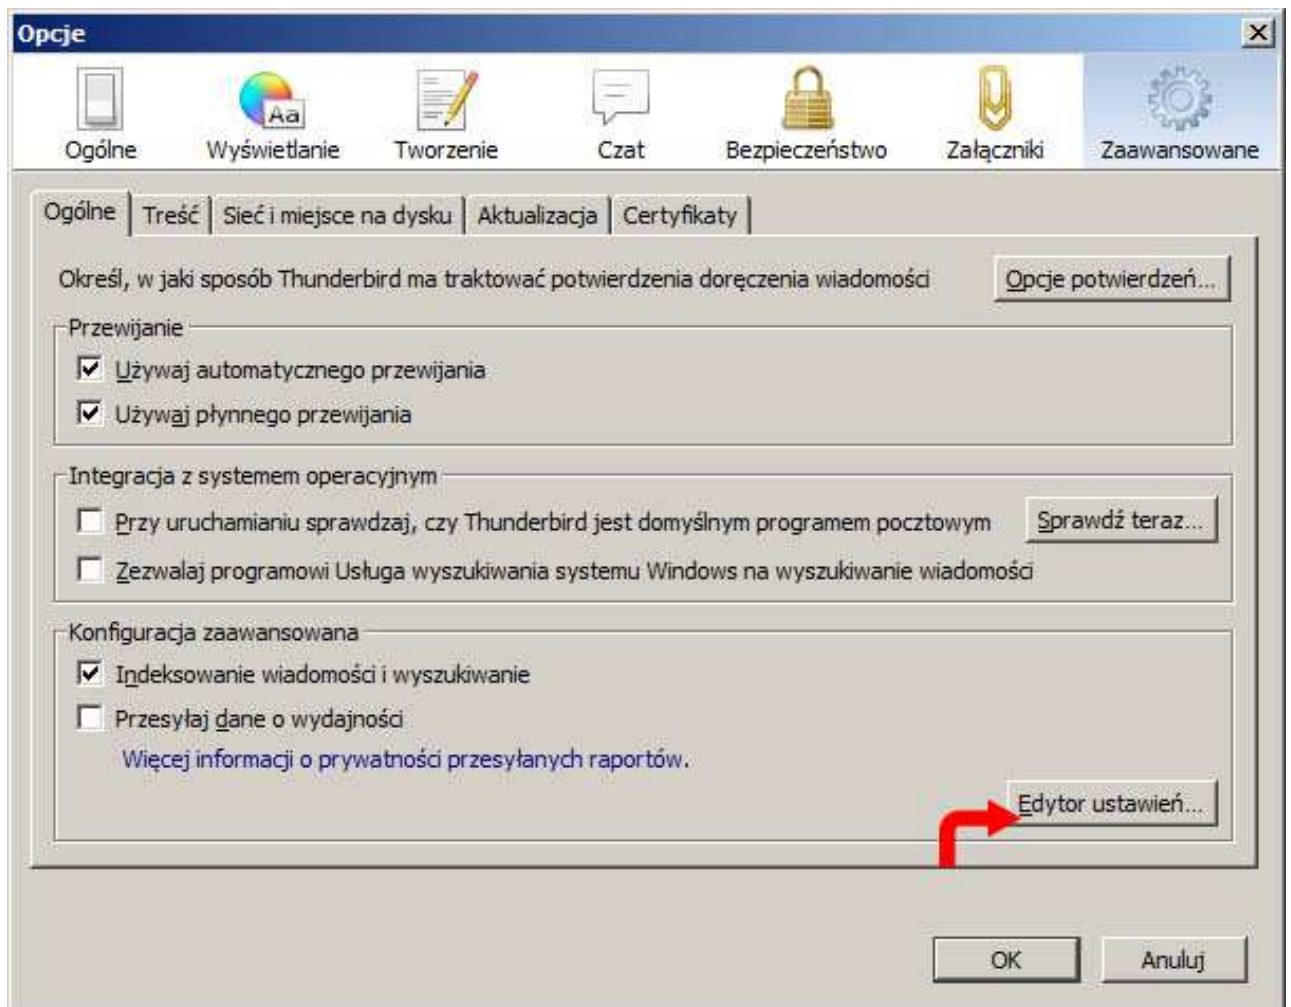 Opcje
Aa
Ogólne Wyświetlanie Tworzenie Czat Bezpieczeństwo Załączniki Zaawansowane
Ogólne Treść Sieć i miejsce na dysku Aktualizacja Certyfikaty
Określ, w jaki sposób Thunderbird ma traktować potwierdzenia doręczenia wiadomości Opcje potwierdzeń...
Przewijanie
Używaj automatycznego przewijania
Używaj płynnego przewijania
Integracja z systemem operacyjnym
Przy uruchamianiu sprawdzaj, czy Thunderbird jest domyślnym programem pocztowym Sprawdź teraz...
Zezwalaj programowi Usługa wyszukiwania systemu Windows na wyszukiwanie wiadomości
Konfiguracja zaawansowana
Indeksowanie wiadomości i wyszukiwanie
Przesyłaj dane o wydajności
Więcej informacji o prywatności przesyłanych raportów.
Edytor ustawień...
OK Anuluj